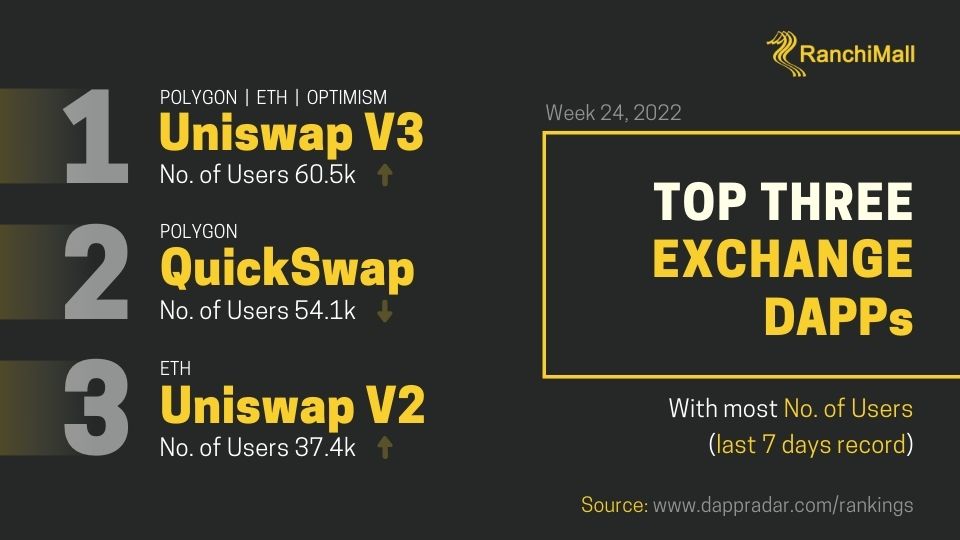 RanchiMall
1
POLYGON | ETH | OPTIMISM
Uniswap V3
No. of Users 60.5k
2
POLYGON
QuickSwap
No. of Users 54.1k
3
ETH
Uniswap V2
No. of Users 37.4k
Week 24, 2022
TOP THREE
EXCHANGE
DAPPs
With most No. of Users
(last 7 days record)
Source: www.dappradar.com/rankings